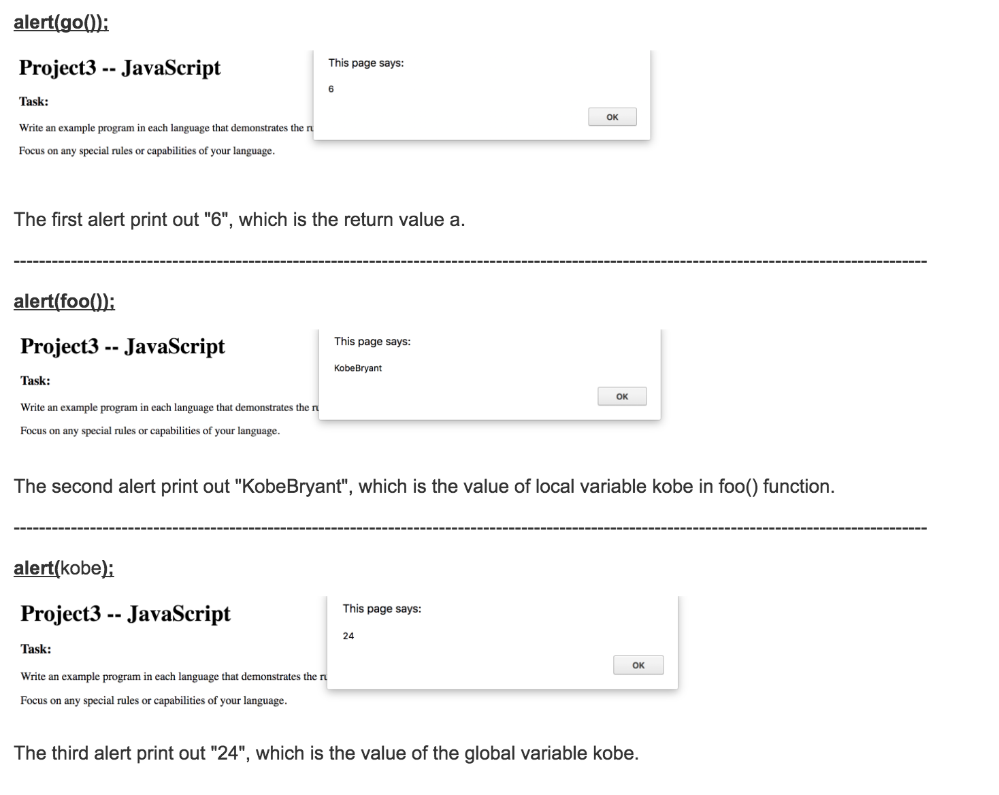 alert(go());
Project3 -- JavaScript
This page says:
6
OK
Task:
Write an example program in each language that demonstrates the
Focus on any special rules or capabilities of your language.
The first alert print out "6", which is the return value a.
--------------------------------------------------------------------------------------------------------------------------------------------------------
alert(foo());
Project3 -- JavaScript
This page says:
KobeBryant
OK
Task:
Write an example program in each language that demonstrates the
Focus on any special rules or capabilities of your language.
The second alert print out "KobeBryant", which is the value of local variable kobe in foo() function.
--------------------------------------------------------------------------------------------------------------------------------------------------------
alert(kobe);
Project3 -- JavaScript
This page says:
24
OK
Task:
Write an example program in each language that demonstrates the
Focus on any special rules or capabilities of your language.
The third alert print out "24", which is the value of the global variable kobe.